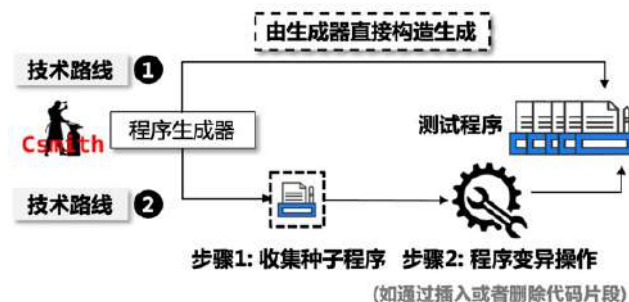 由生成器直接构造生成
技术路线 1
Csmith
程序生成器
测试程序
技术路线 2
步骤1: 收集种子程序
步骤2: 程序变异操作
(如通过插入或者删除代码片段)